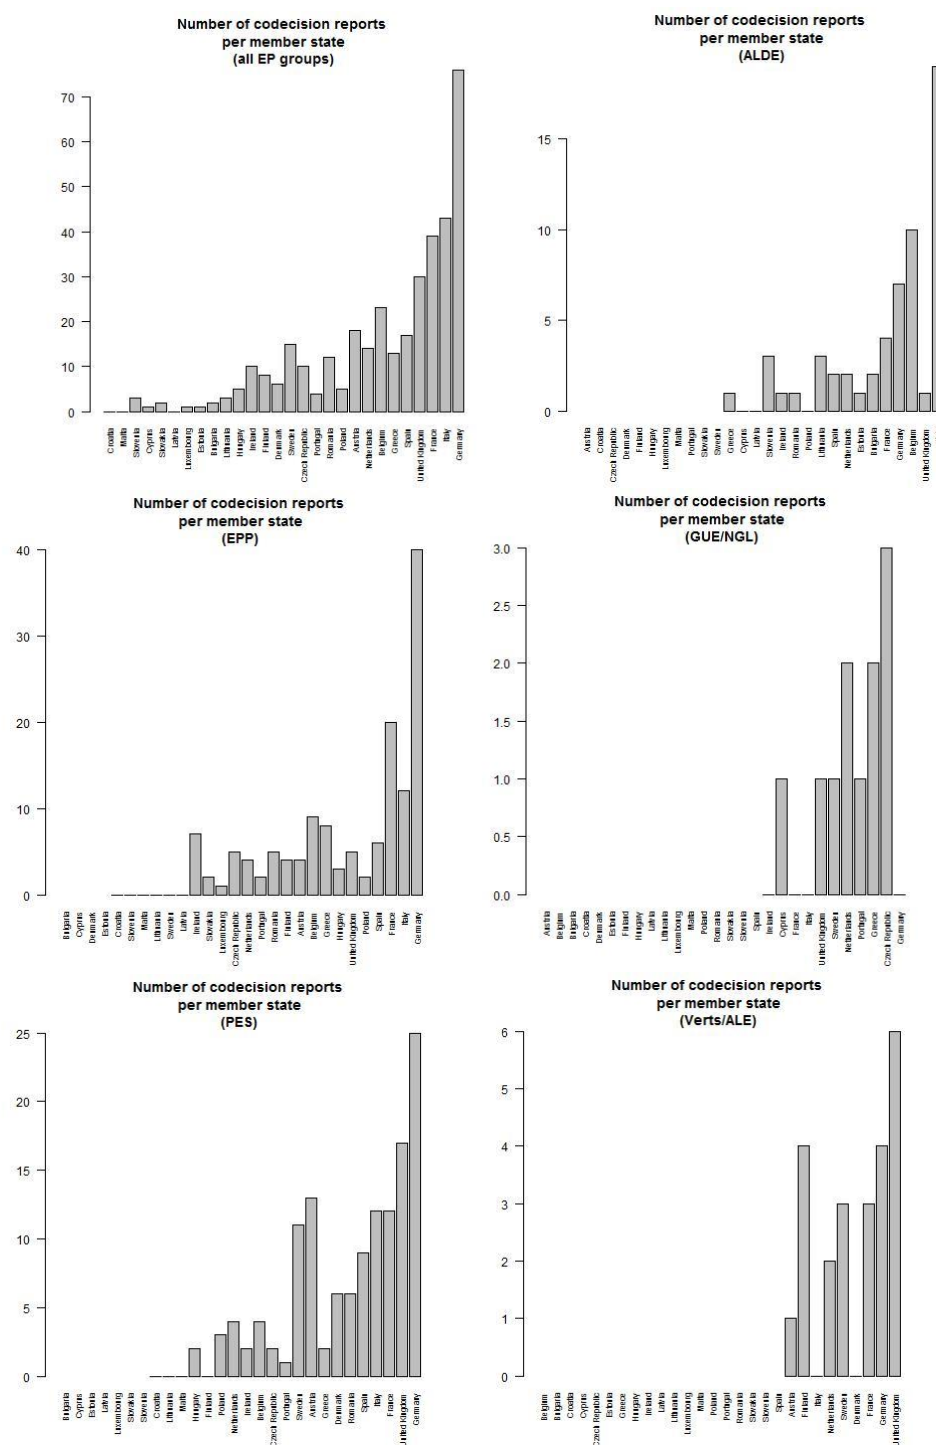 Number of codecision reports
per member state
(all EP groups)
70
60
50
40
30
20
10
0
Croatia
Malta
Slovenia
Cyprus
Slovakia
Latvia
Luxembourg
Estonia
Bulgaria
Lithuania
Hungary
Ireland
Finland
Denmark
Sweden
Czech Republic
Portugal
Romania
Poland
Austria
Netherlands
Belgium
Greece
Spain
United Kingdom
France
Italy
Germany
Number of codecision reports
per member state
(ALDE)
15
10
5
0
Austria
Croatia
Czech Republic
Denmark
Finland
Hungary
Luxembourg
Malta
Portugal
Slovakia
Sweden
Greece
Cyprus
Latvia
Slovenia
Ireland
Romania
Poland
Lithuania
Spain
Netherlands
Estonia
Bulgaria
France
Germany
Belgium
United Kingdom
Number of codecision reports
per member state
(EPP)
40
30
20
10
0
Bulgaria
Cyprus
Denmark
Estonia
Croatia
Slovenia
Malta
Lithuania
Sweden
Latvia
Ireland
Slovakia
Luxembourg
Czech Republic
Netherlands
Portugal
Romania
Finland
Austria
Belgium
Greece
Hungary
United Kingdom
Poland
Spain
France
Italy
Germany
Number of codecision reports
per member state
(GUE/NGL)
3.0
2.5
2.0
1.5
1.0
0.5
0.0
Austria
Belgium
Bulgaria
Croatia
Denmark
Estonia
Finland
Hungary
Latvia
Lithuania
Luxembourg
Malta
Poland
Romania
Slovakia
Slovenia
Spain
Ireland
Cyprus
France
Italy
United Kingdom
Sweden
Netherlands
Portugal
Greece
Czech Republic
Germany
Number of codecision reports
per member state
(PES)
25
20
15
10
5
0
Bulgaria
Cyprus
Estonia
Latvia
Luxembourg
Slovakia
Slovenia
Croatia
Lithuania
Malta
Hungary
Finland
Poland
Netherlands
Ireland
Belgium
Czech Republic
Portugal
Sweden
Austria
Greece
Denmark
Romania
Spain
Italy
France
United Kingdom
Germany
Number of codecision reports
per member state
(Verts/ALE)
6
5
4
3
2
1
0
Belgium
Bulgaria
Croatia
Cyprus
Czech Republic
Estonia
Greece
Hungary
Ireland
Latvia
Lithuania
Luxembourg
Malta
Poland
Portugal
Romania
Slovakia
Slovenia
Spain
Austria
Finland
Italy
Netherlands
Sweden
Denmark
France
Germany
United Kingdom